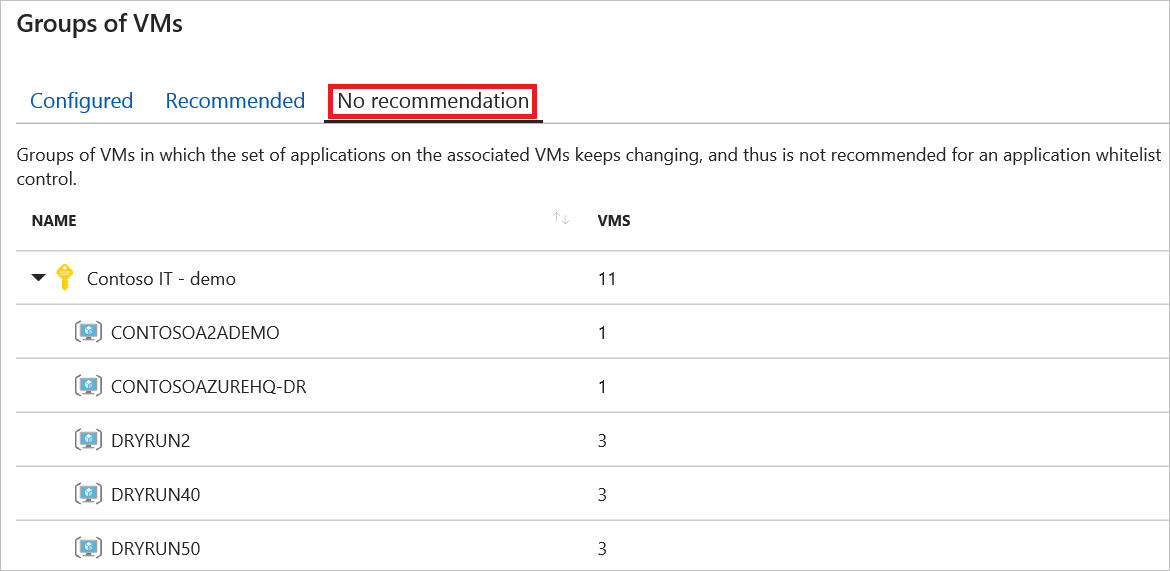 Groups of VMs
Configured Recommended No recommendation
Groups of VMs in which the set of applications on the associated VMs keeps changing, and thus is not recommended for an application whitelist
control.
NAME VMS
Contoso IT - demo 11
CONTOSOA2ADEMO 1
CONTOSOAZUREHQ-DR 1
DRYRUN2 3
DRYRUN40 3
DRYRUN50 3